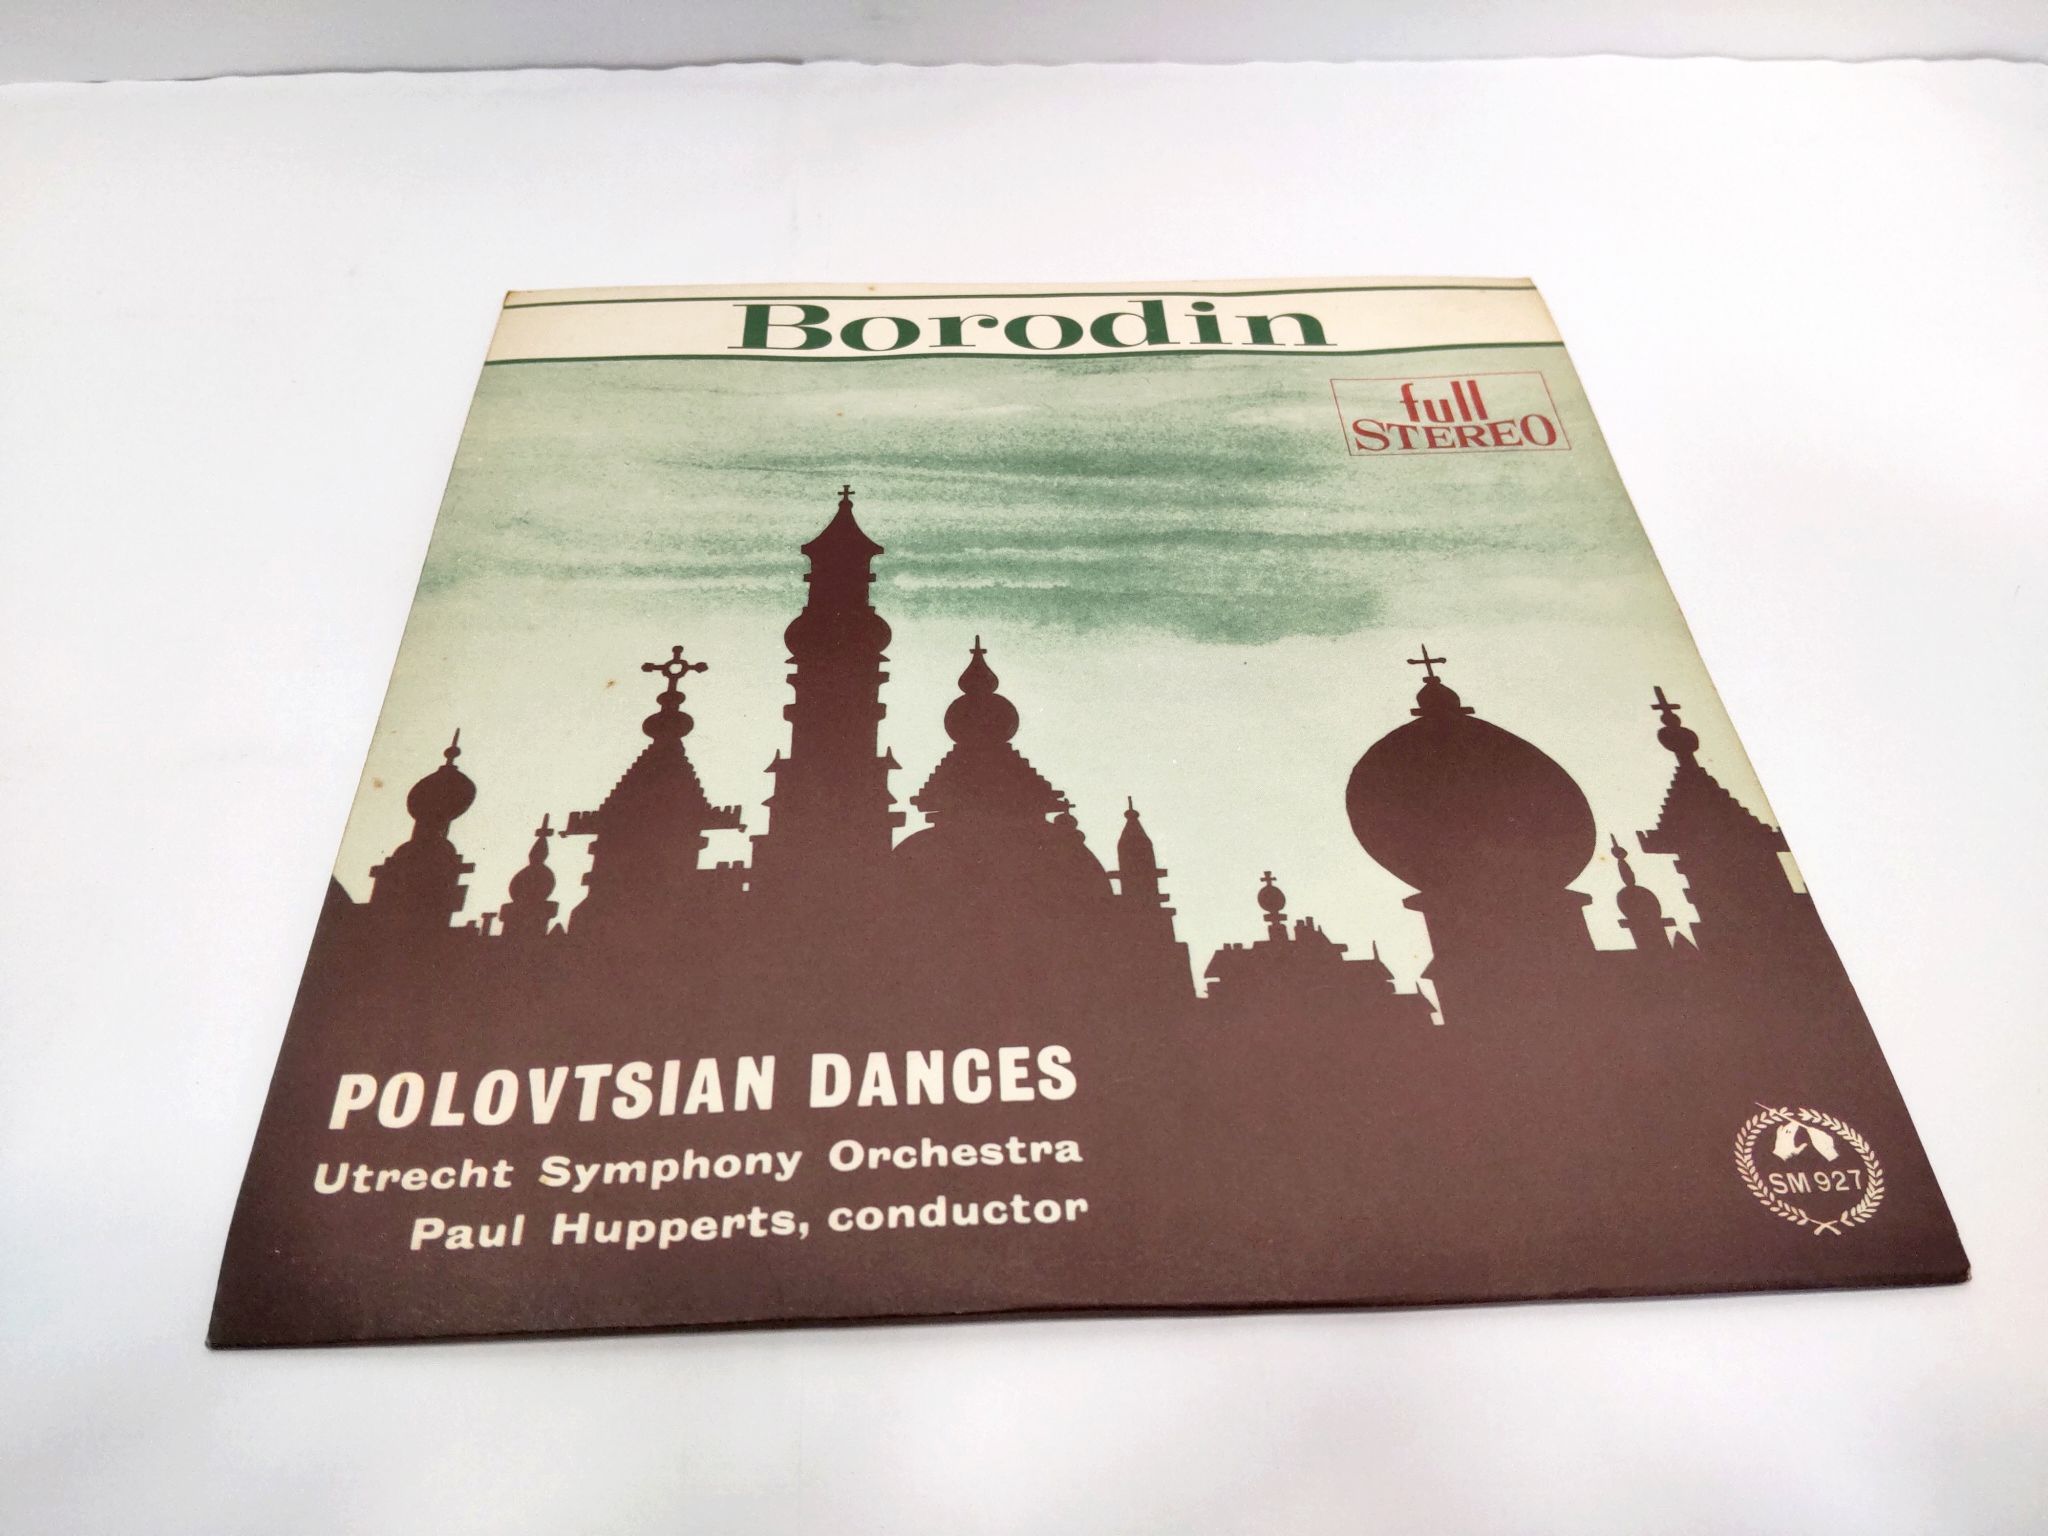 Borodin
full
STEREO
POLOVTSIAN DANCES
Utrecht Symphony Orchestra
Paul Hupperts, conductor
SM 927